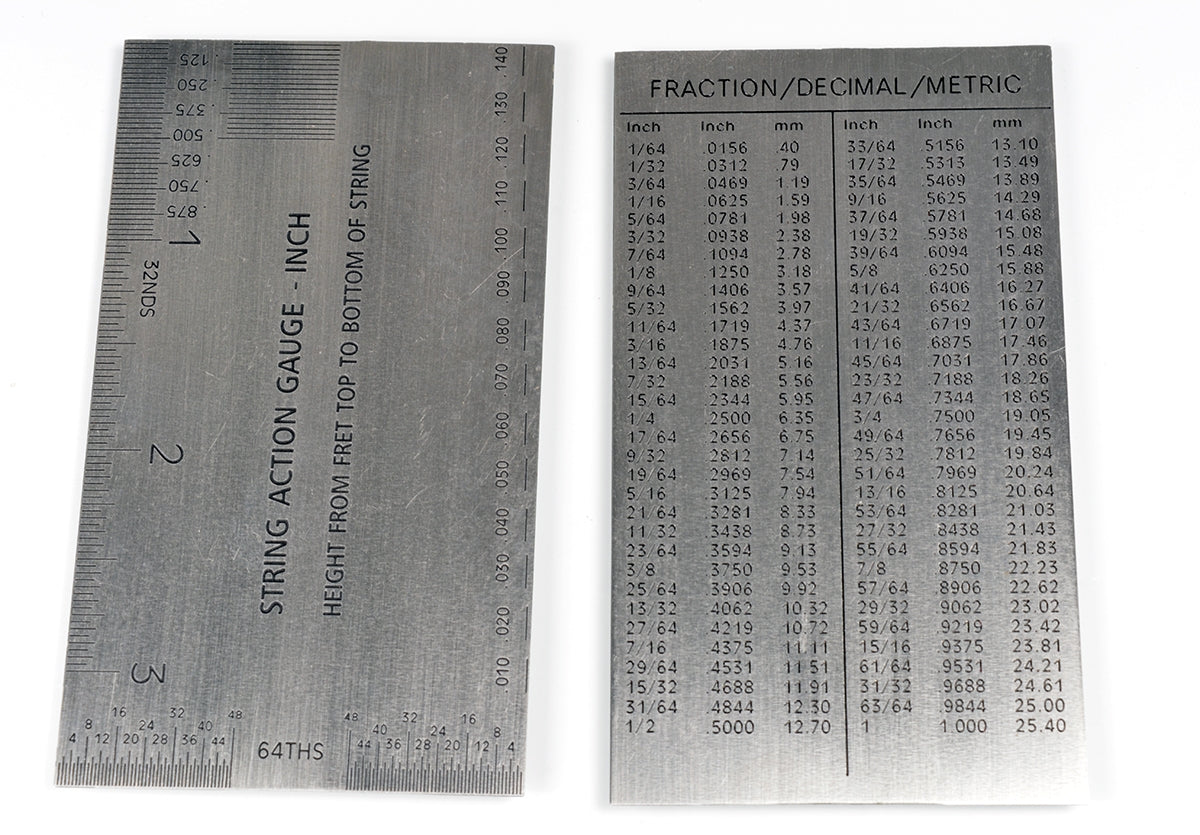 .125
.250
.375
.500
.625
.750
.875
1
32NDS
2
3
STRING ACTION GAUGE - INCH
HEIGHT FROM FRET TOP TO BOTTOM OF STRING
.010 .020 .030 .040 .050 .060 .070 .080 .090 .100 .110 .120 .130 .140
16 32 48
8 24 40
4 12 20 28 36 44
64THS
48 32 16
40 24 8
44 36 28 20 12 4
FRACTION/DECIMAL/METRIC
Inch Inch mm Inch Inch mm
1/64 .0156 .40 33/64 .5156 13.10
1/32 .0312 .79 17/32 .5313 13.49
3/64 .0469 1.19 35/64 .5469 13.89
1/16 .0625 1.59 9/16 .5625 14.29
5/64 .0781 1.98 37/64 .5781 14.68
3/32 .0938 2.38 19/32 .5938 15.08
7/64 .1094 2.78 39/64 .6094 15.48
1/8 .1250 3.18 5/8 .6250 15.88
9/64 .1406 3.57 41/64 .6406 16.27
5/32 .1562 3.97 21/32 .6562 16.67
11/64 .1719 4.37 43/64 .6719 17.07
3/16 .1875 4.76 11/16 .6875 17.46
13/64 .2031 5.16 45/64 .7031 17.86
7/32 .2188 5.56 23/32 .7188 18.26
15/64 .2344 5.95 47/64 .7344 18.65
1/4 .2500 6.35 3/4 .7500 19.05
17/64 .2656 6.75 49/64 .7656 19.45
9/32 .2812 7.14 25/32 .7812 19.84
19/64 .2969 7.54 51/64 .7969 20.24
5/16 .3125 7.94 13/16 .8125 20.64
21/64 .3281 8.33 53/64 .8281 21.03
11/32 .3438 8.73 27/32 .8438 21.43
23/64 .3594 9.13 55/64 .8594 21.83
3/8 .3750 9.53 7/8 .8750 22.23
25/64 .3906 9.92 57/64 .8906 22.62
13/32 .4062 10.32 29/32 .9062 23.02
27/64 .4219 10.72 59/64 .9219 23.42
7/16 .4375 11.11 15/16 .9375 23.81
29/64 .4531 11.51 61/64 .9531 24.21
15/32 .4688 11.91 31/32 .9688 24.61
31/64 .4844 12.30 63/64 .9844 25.00
1/2 .5000 12.70 1 1.000 25.40